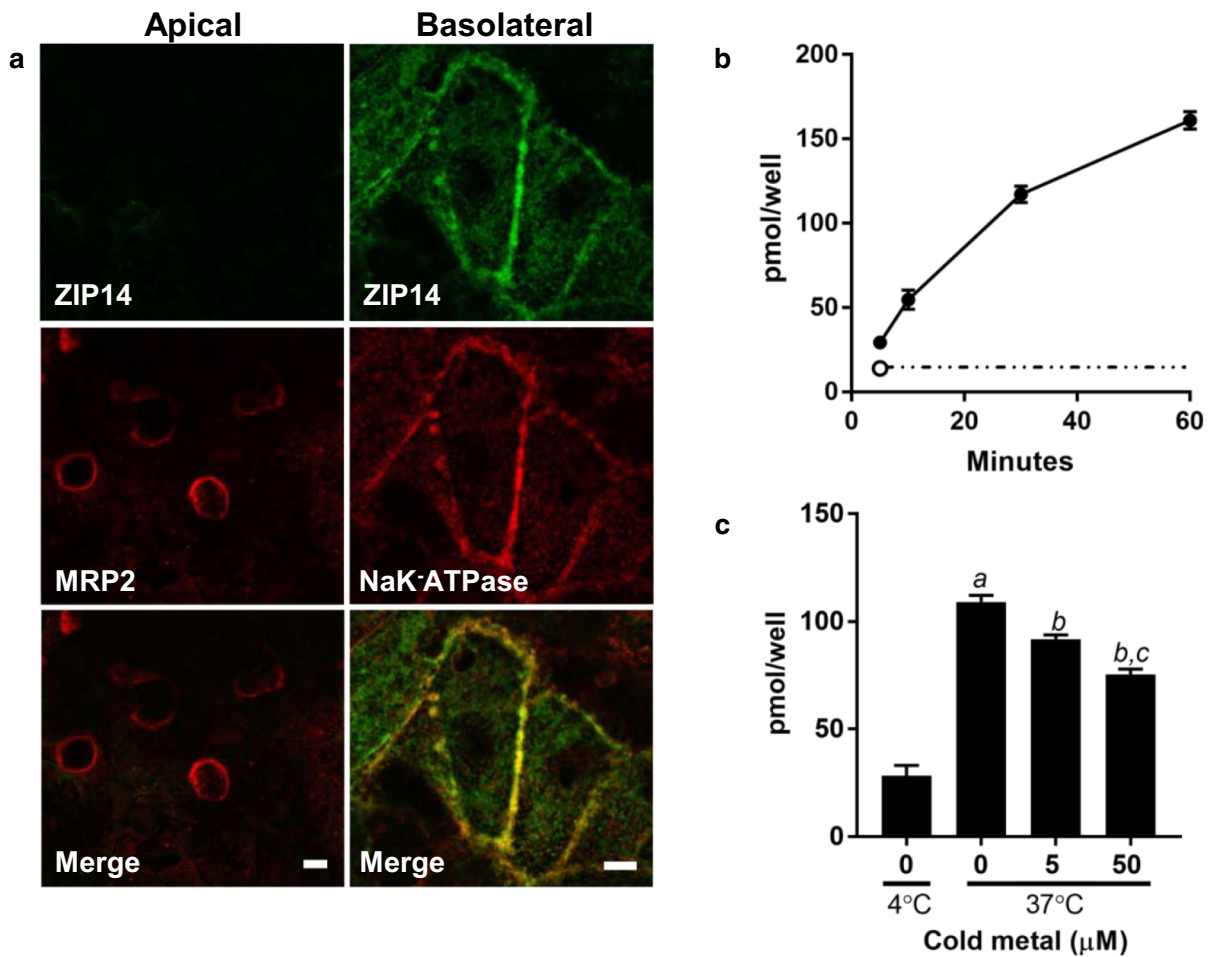 Apical
Basolateral
a
ZIP14
ZIP14
MRP2
NaK-ATPase
Merge
Merge
b
200
150
100
50
0
pmol/well
0 20 40 60
Minutes
c
150
100
50
0
pmol/well
a
b
b,c
0 0 5 50
4°C 37°C
Cold metal (μM)